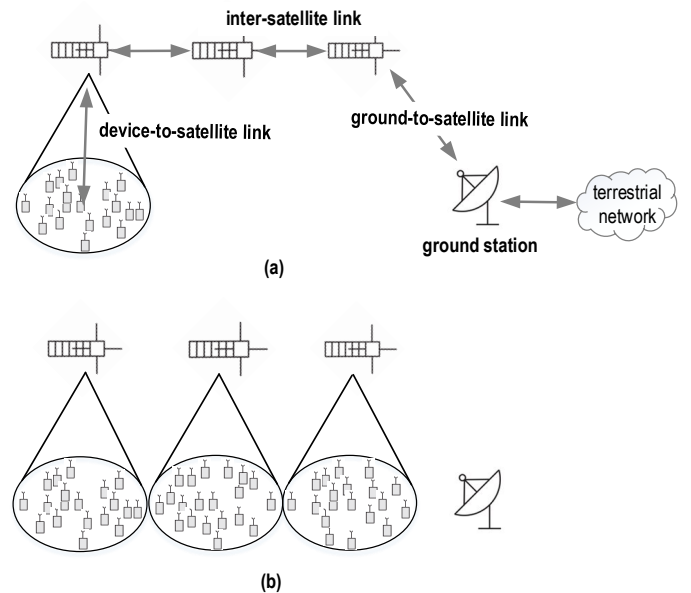 inter-satellite link
device-to-satellite link
ground-to-satellite link
terrestrial
network
ground station
(a)
(b)